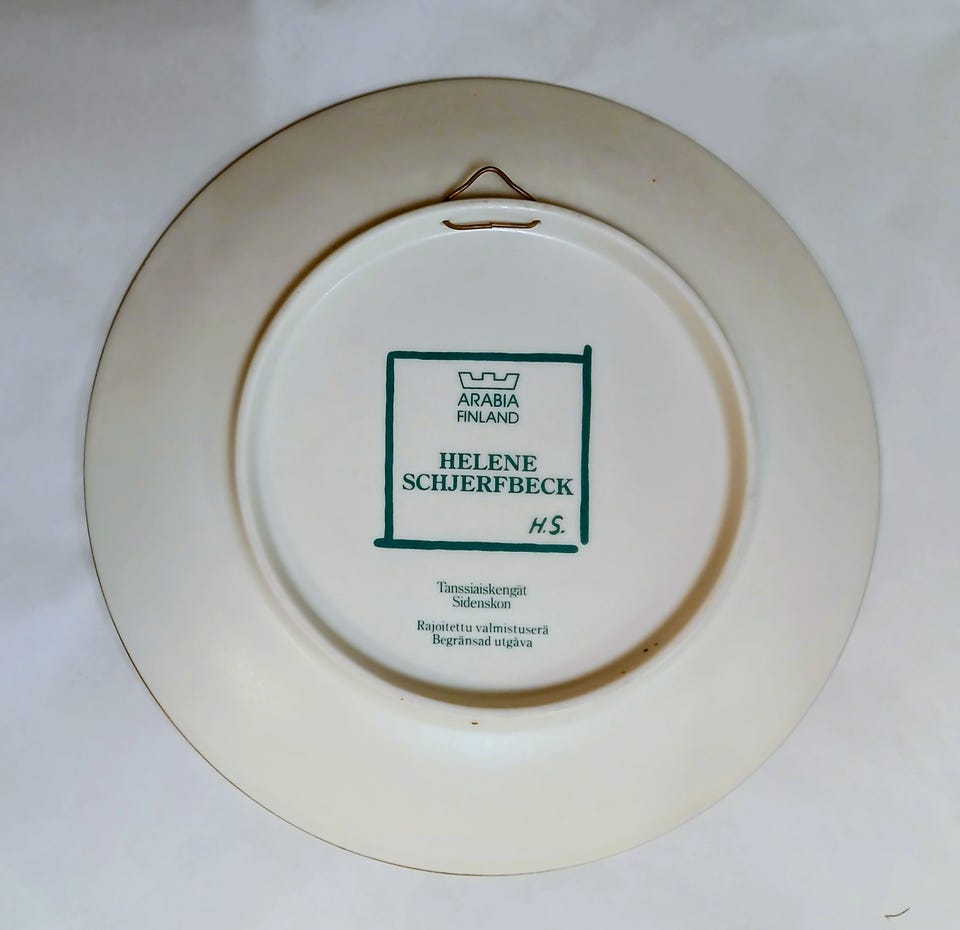 ARABIA
FINLAND
HELENE
SCHJERFBECK
H.S.
Tanssiaiskengät
Sidenskon
Rajoitettu valmistuserä
Begränsad utgåva